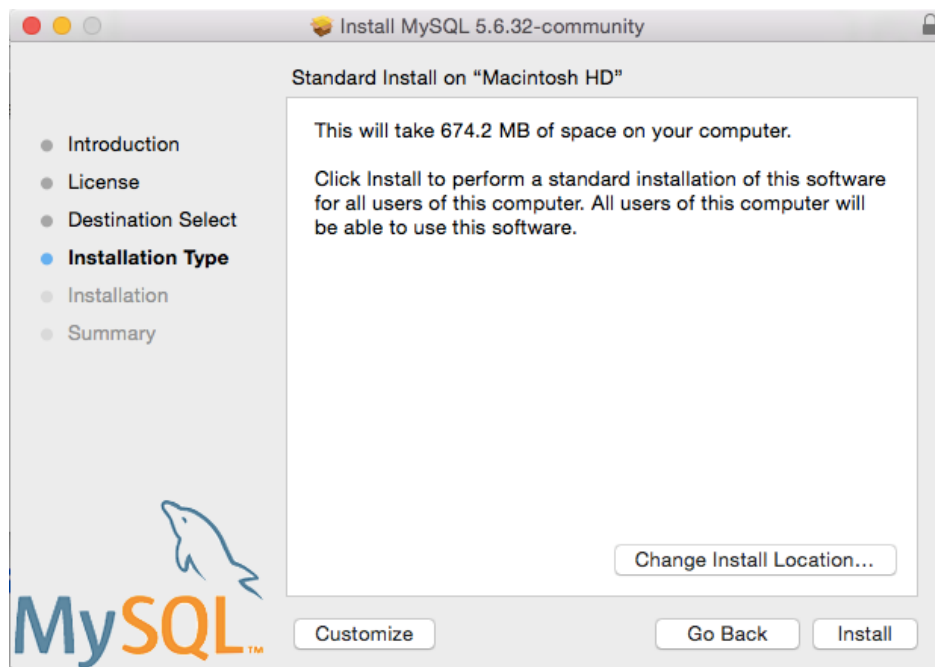 Install MySQL 5.6.32-community
Standard Install on “Macintosh HD”
Introduction
License
Destination Select
Installation Type
Installation
Summary
This will take 674.2 MB of space on your computer.
Click Install to perform a standard installation of this software
for all users of this computer. All users of this computer will
be able to use this software.
Change Install Location...
MySQL™
Customize
Go Back
Install